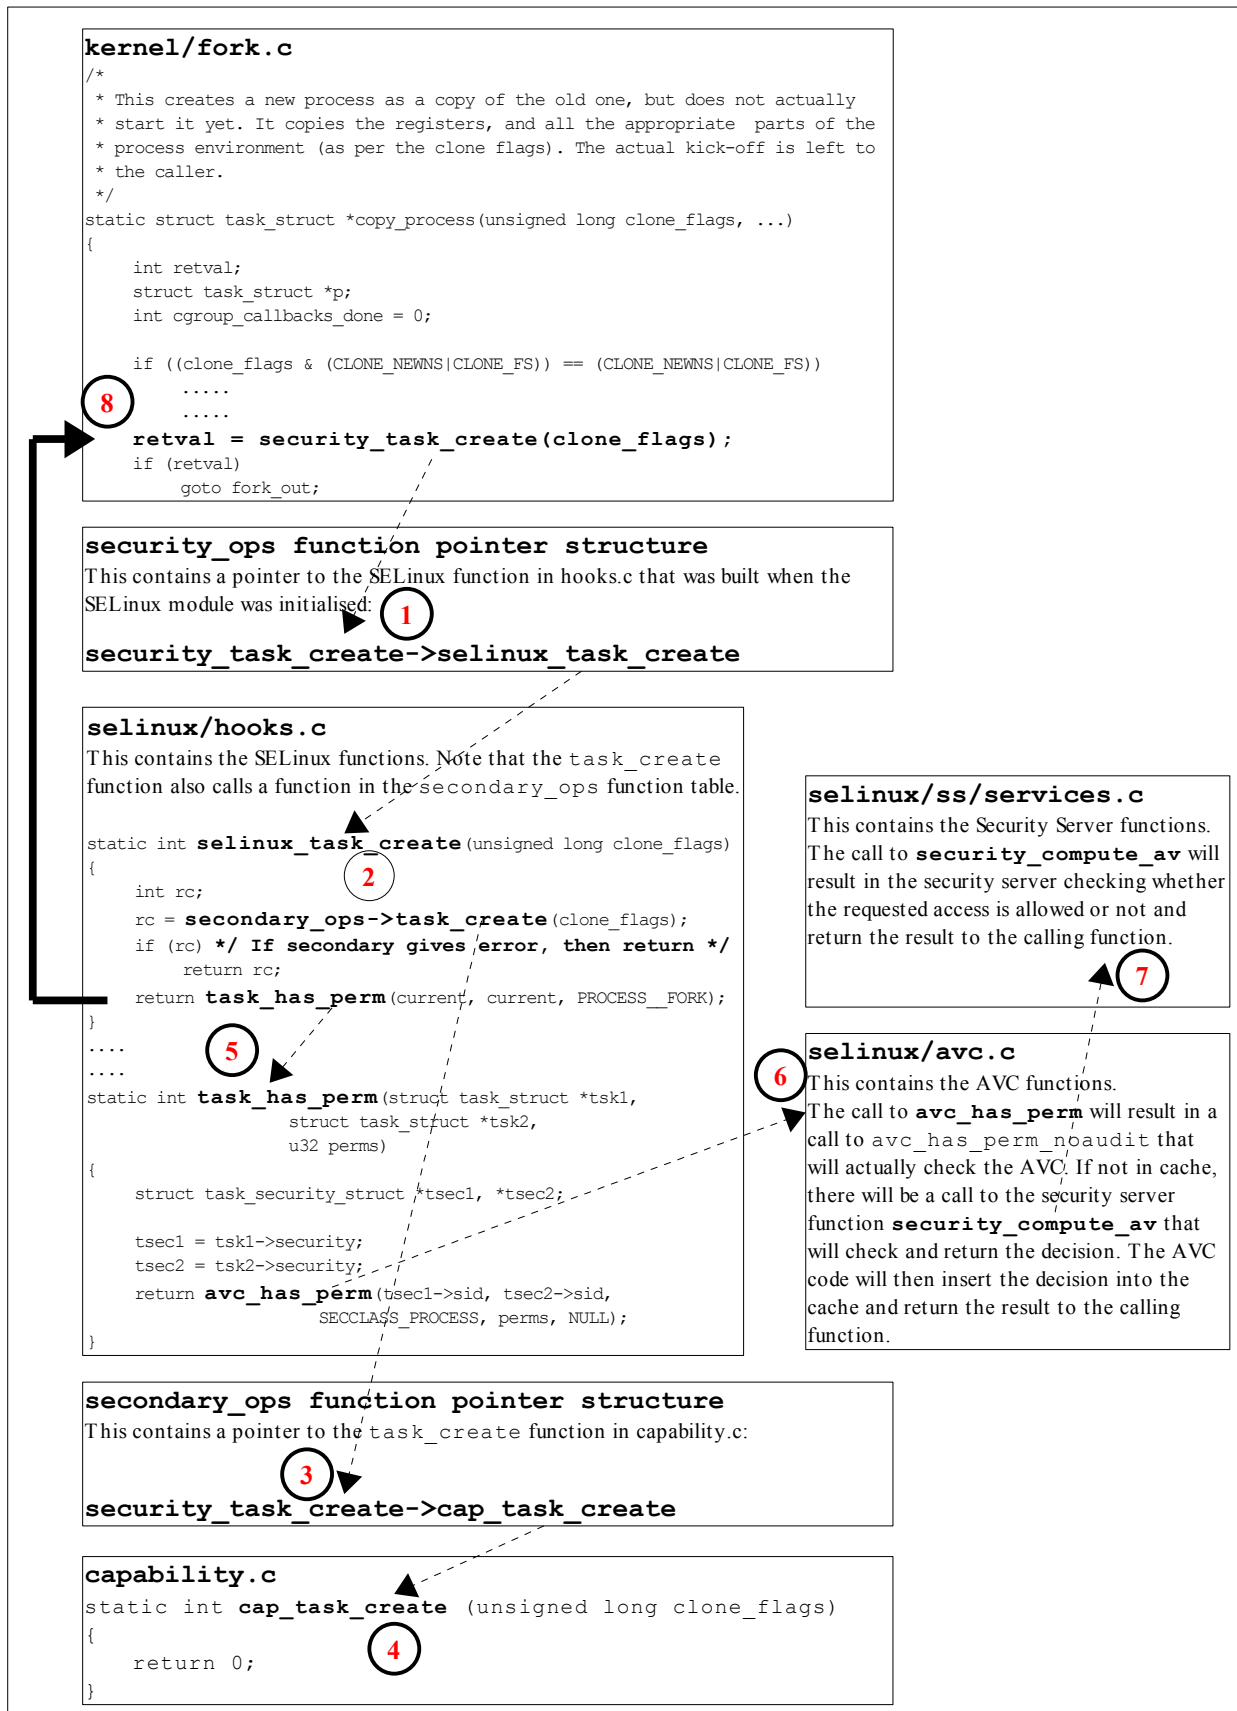 kernel/fork.c
/*
* This creates a new process as a copy of the old one, but does not actually
* start it yet. It copies the registers, and all the appropriate parts of the
* process environment (as per the clone flags). The actual kick-off is left to
* the caller.
*/
static struct task_struct *copy_process(unsigned long clone_flags, ...)
{
int retval;
struct task_struct *p;
int cgroup_callbacks_done = 0;
if ((clone_flags & (CLONE_NEWNS|CLONE_FS)) == (CLONE_NEWNS|CLONE_FS))
.....
8
.....
retval = security_task_create(clone_flags);
if (retval)
goto fork_out;
security_ops function pointer structure
This contains a pointer to the SELinux function in hooks.c that was built when the
SELinux module was initialised:
1
security_task_create->selinux_task_create
selinux/hooks.c
This contains the SELinux functions. Note that the task_create
function also calls a function in the secondary_ops function table.
static int selinux_task_create(unsigned long clone_flags)
{
2
int rc;
rc = secondary_ops->task_create(clone_flags);
if (rc) */ If secondary gives error, then return */
return rc;
return task_has_perm(current, current, PROCESS__FORK);
}
....
5
....
static int task_has_perm(struct task_struct *tsk1,
struct task_struct *tsk2,
u32 perms)
{
struct task_security_struct *tsec1, *tsec2;
tsec1 = tsk1->security;
tsec2 = tsk2->security;
return avc_has_perm(tsec1->sid, tsec2->sid,
SECCLASS_PROCESS, perms, NULL);
}
selinux/ss/services.c
This contains the Security Server functions.
The call to security_compute_av will
result in the security server checking whether
the requested access is allowed or not and
return the result to the calling function.
7
selinux/avc.c
6
This contains the AVC functions.
The call to avc_has_perm will result in a
call to avc_has_perm_noaudit that
will actually check the AVC. If not in cache,
there will be a call to the security server
function security_compute_av that
will check and return the decision. The AVC
code will then insert the decision into the
cache and return the result to the calling
function.
secondary_ops function pointer structure
This contains a pointer to the task_create function in capability.c:
3
security_task_create->cap_task_create
capability.c
static int cap_task_create (unsigned long clone_flags)
{
4
return 0;
}